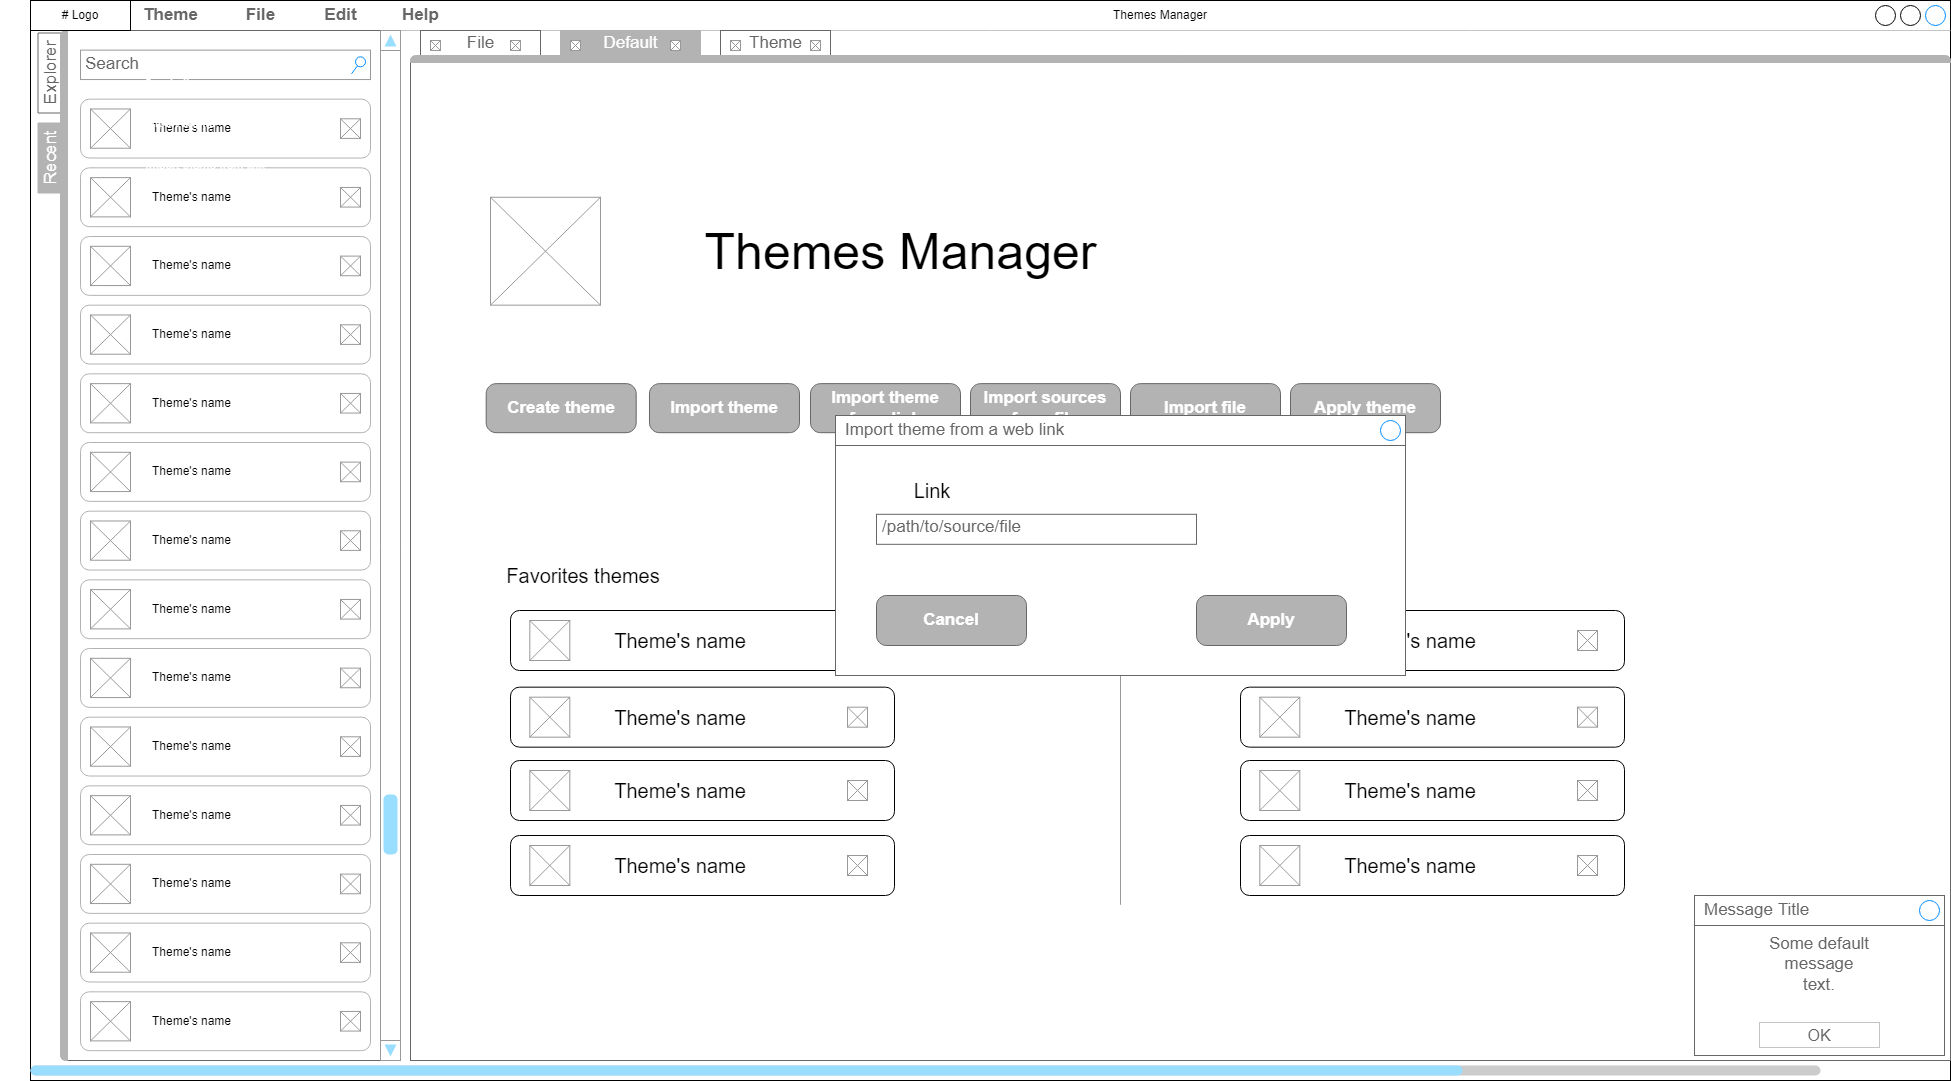 # Logo
Theme
File
Edit
Help
Themes Manager
Explorer
Recent
Search
Theme's name
Theme's name
Theme's name
Theme's name
Theme's name
Theme's name
Theme's name
Theme's name
Theme's name
Theme's name
Theme's name
Theme's name
Theme's name
Theme's name
File
Default
Theme
Themes Manager
Create theme
Import theme
Import theme
Import sources
Import file
Apply theme
Import theme from a web link
Link
/path/to/source/file
Cancel
Apply
Favorites themes
Theme's name
's name
Theme's name
Theme's name
Theme's name
Theme's name
Theme's name
Theme's name
Message Title
Some default
message
text.
OK